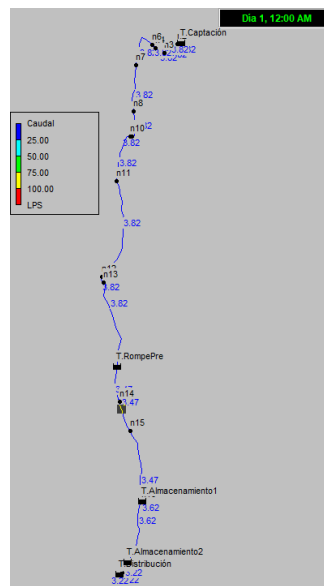 Dia 1, 12:00 AM
T.Captación
n6
n3
3.82
n7
3.82
n8
n10
3.82
Caudal
25.00
50.00
75.00
100.00
LPS
n11
3.82
n13
3.82
3.82
T.RompePre
n14
3.47
n15
3.47
T.Almacenamiento1
3.62
3.62
T.Almacenamiento2
T.Distribución
3.22
3.22